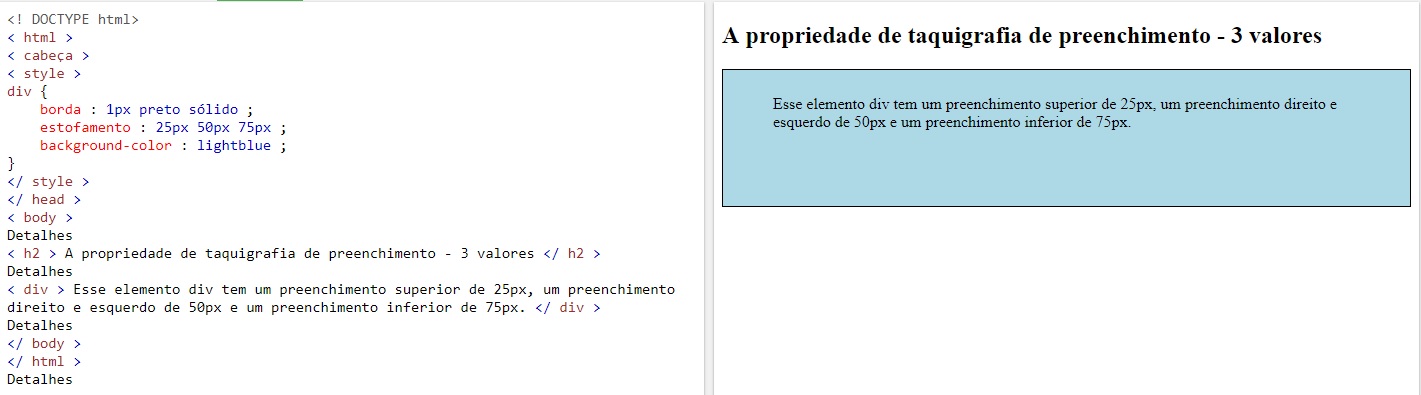 <! DOCTYPE html>
< html >
< cabeça >
< style >
div {
borda : 1px preto sólido ;
estofamento : 25px 50px 75px ;
background-color : lightblue ;
}
</ style >
</ head >
< body >
Detalhes
< h2 > A propriedade de taquigrafia de preenchimento - 3 valores </ h2 >
Detalhes
< div > Esse elemento div tem um preenchimento superior de 25px, um preenchimento
direito e esquerdo de 50px e um preenchimento inferior de 75px. </ div >
Detalhes
</ body >
</ html >
Detalhes
A propriedade de taquigrafia de preenchimento - 3 valores
Esse elemento div tem um preenchimento superior de 25px, um preenchimento direito e
esquerdo de 50px e um preenchimento inferior de 75px.